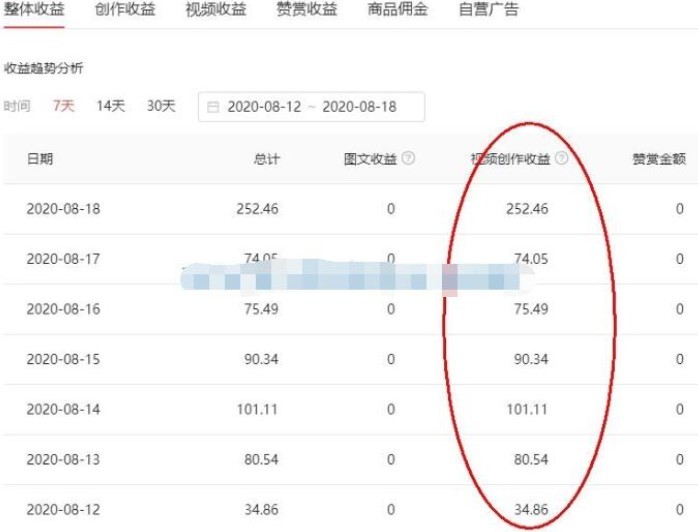 整体收益 创作收益 视频收益 赞赏收益 商品佣金 自营广告
收益趋势分析
时间 7天 14天 30天 2020-08-12 ~ 2020-08-18
日期 总计 图文收益 ? 视频创作收益 ? 赞赏金额
2020-08-18 252.46 0 252.46 0
2020-08-17 74.05 0 74.05 0
2020-08-16 75.49 0 75.49 0
2020-08-15 90.34 0 90.34 0
2020-08-14 101.11 0 101.11 0
2020-08-13 80.54 0 80.54 0
2020-08-12 34.86 0 34.86 0